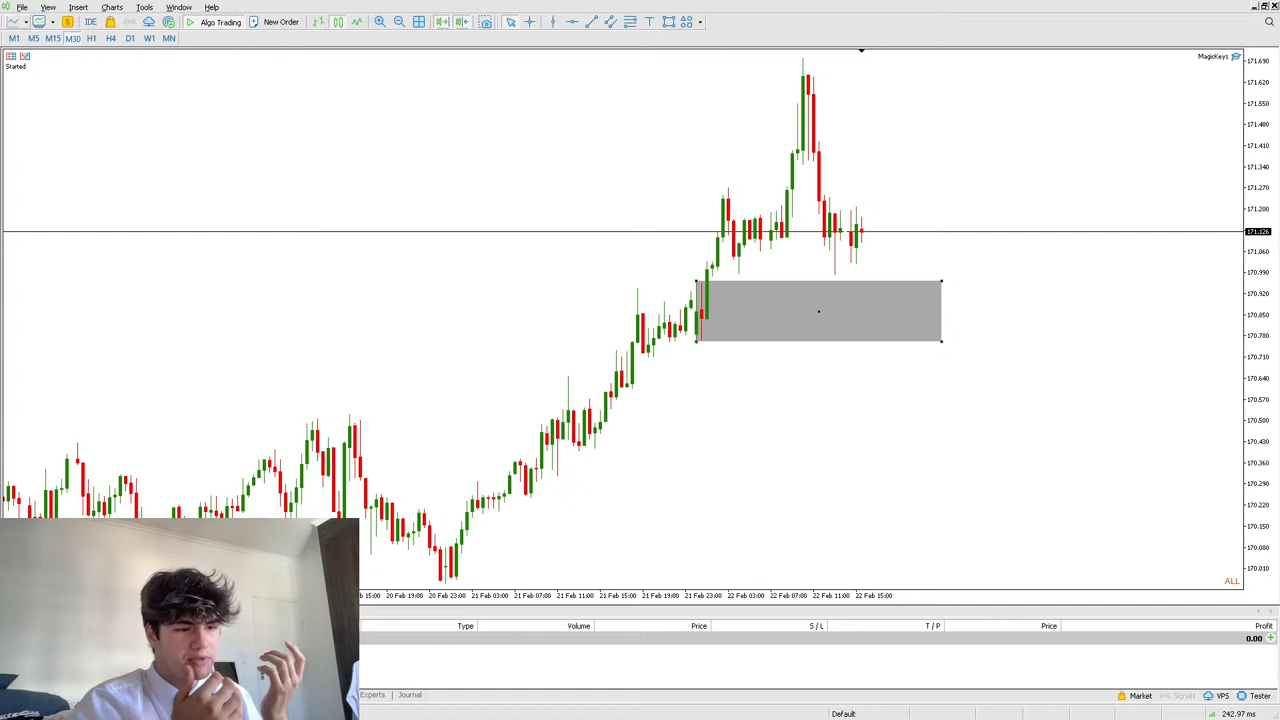 File View Insert Charts Tools Window Help
IDE Algo Trading New Order
M1 M5 M15 M30 H1 H4 D1 W1 MN
Started
MagicKeys
171.690
171.620
171.550
171.480
171.410
171.340
171.270
171.200
171.126
171.060
170.990
170.920
170.850
170.780
170.710
170.640
170.570
170.500
170.430
170.360
170.290
170.220
170.150
170.080
170.010
ALL
15:00 20 Feb 19:00 20 Feb 23:00 21 Feb 03:00 21 Feb 07:00 21 Feb 11:00 21 Feb 15:00 21 Feb 19:00 21 Feb 23:00 22 Feb 03:00 22 Feb 07:00 22 Feb 11:00 22 Feb 15:00
Type Volume Price S / L T / P Price Profit
0.00
Experts Journal
Market Signals VPS Tester
Default 242.97 ms